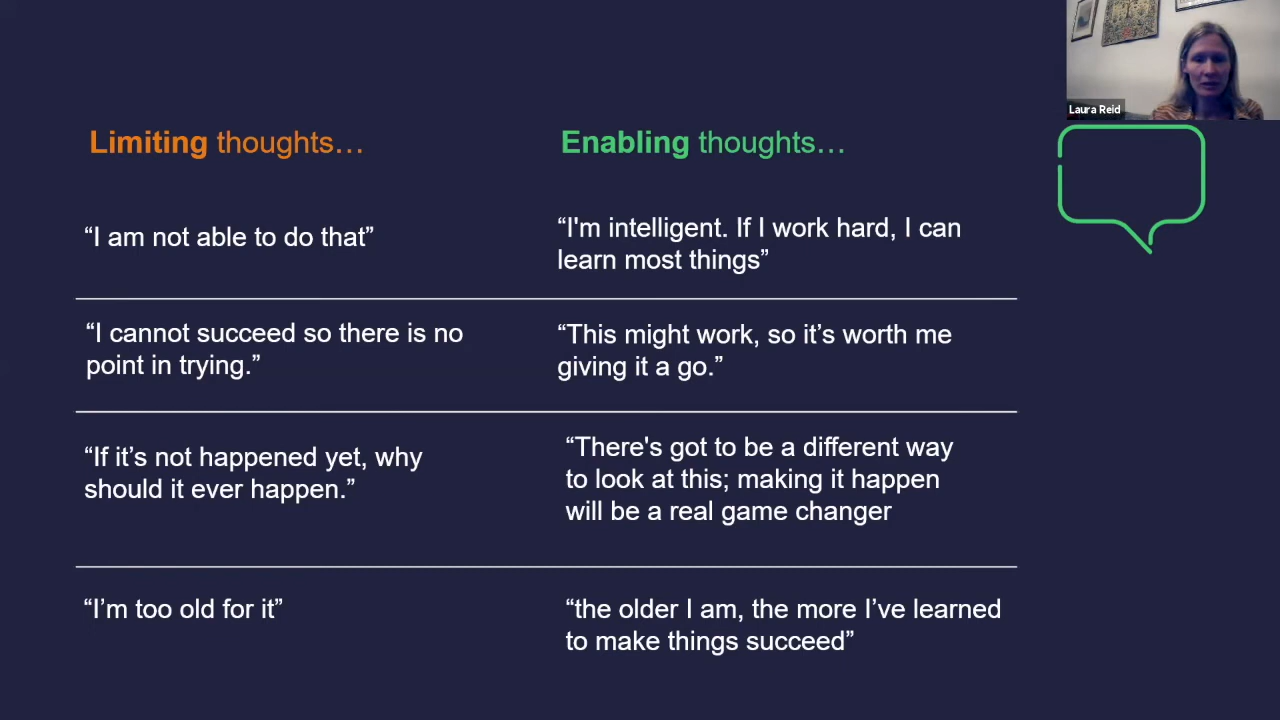 Laura Reid
Limiting thoughts…
Enabling thoughts…
“I am not able to do that”
“I'm intelligent. If I work hard, I can
learn most things”
“I cannot succeed so there is no
point in trying.”
“This might work, so it’s worth me
giving it a go.”
“If it’s not happened yet, why
should it ever happen.”
“There's got to be a different way
to look at this; making it happen
will be a real game changer
“I’m too old for it”
“the older I am, the more I’ve learned
to make things succeed”